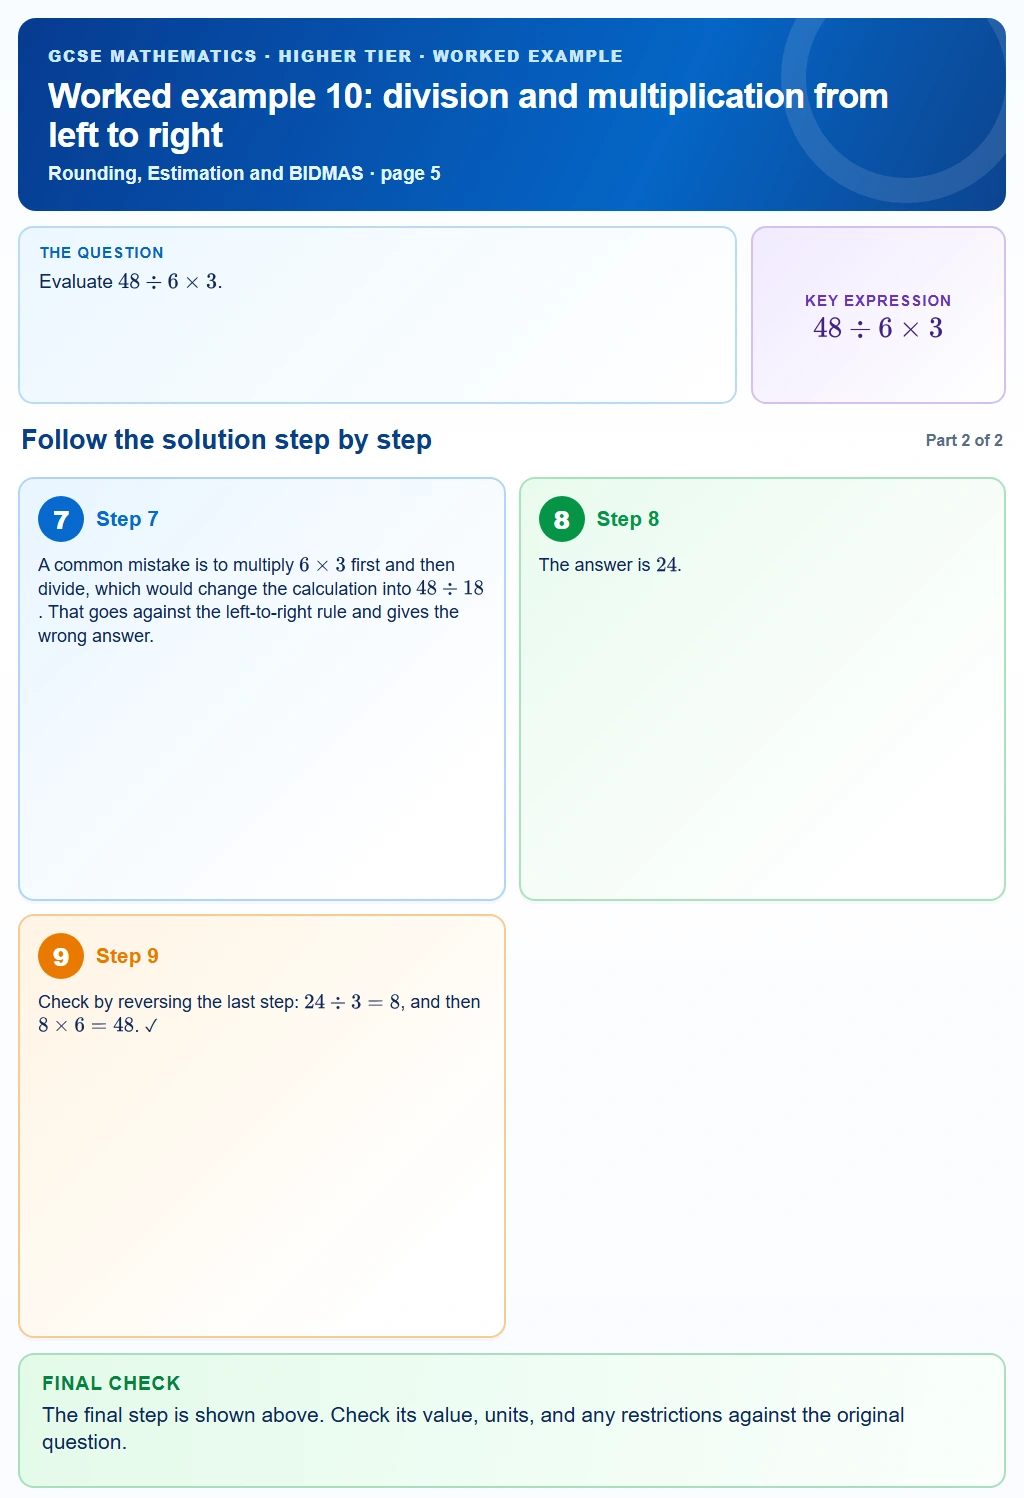 GCSE MATHEMATICS · HIGHER TIER · WORKED EXAMPLE
Worked example 10: division and multiplication from
left to right
Rounding, Estimation and BIDMAS · page 5
THE QUESTION
Evaluate 48 ÷ 6 × 3.
KEY EXPRESSION
48 ÷ 6 × 3
Follow the solution step by step
Part 2 of 2
7 Step 7
A common mistake is to multiply 6 × 3 first and then
divide, which would change the calculation into 48 ÷ 18
. That goes against the left-to-right rule and gives the
wrong answer.
8 Step 8
The answer is 24.
9 Step 9
Check by reversing the last step: 24 ÷ 3 = 8, and then
8 × 6 = 48. ✓
FINAL CHECK
The final step is shown above. Check its value, units, and any restrictions against the original
question.